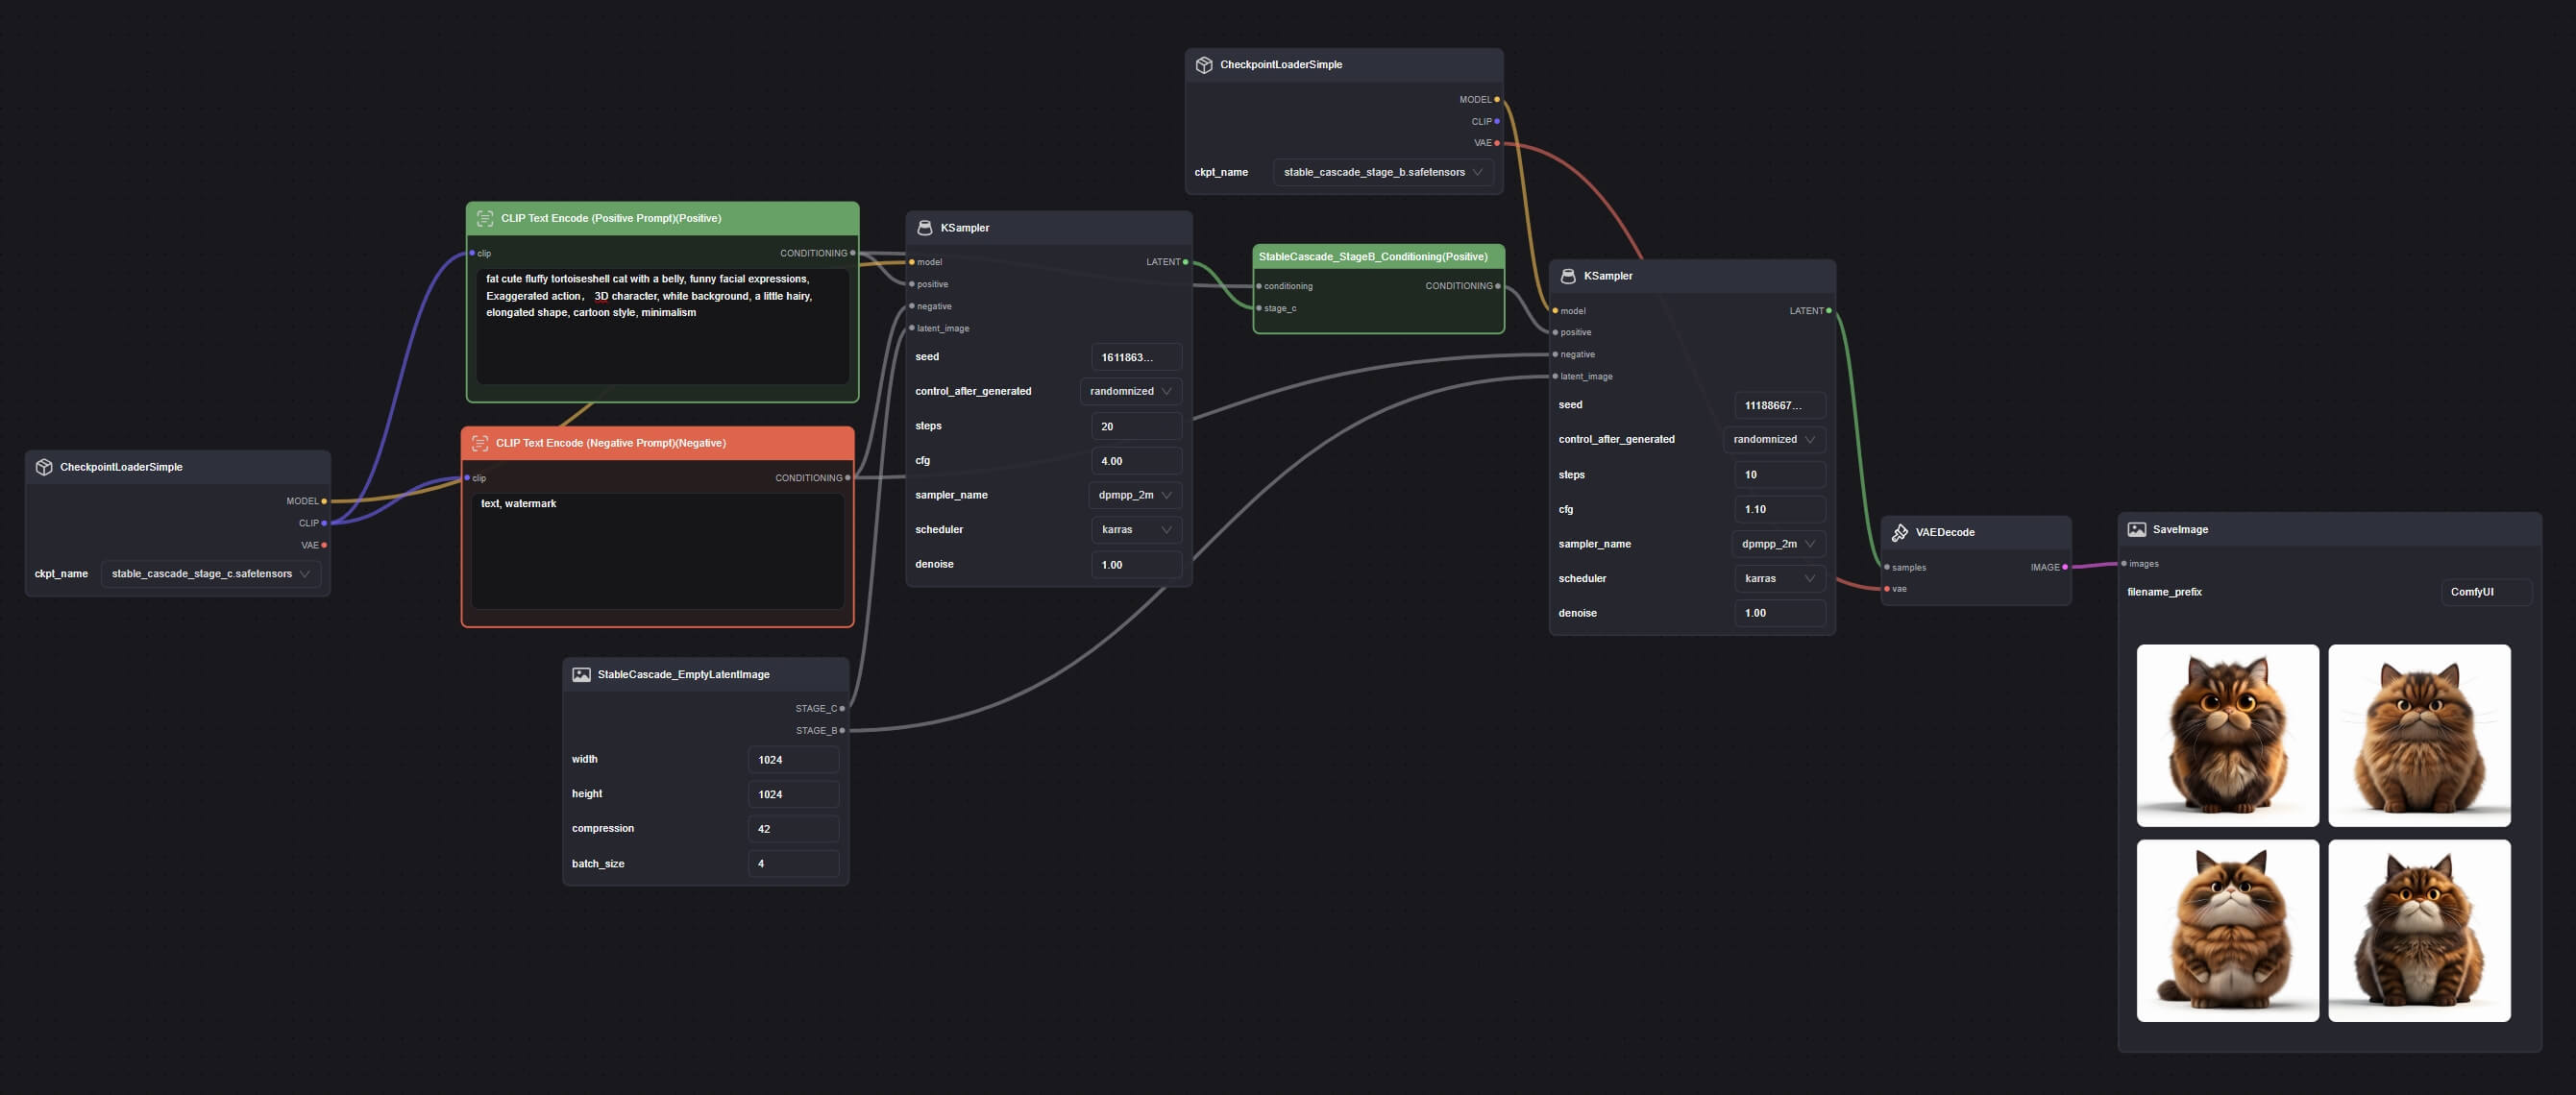 CheckpointLoaderSimple
MODEL
CLIP
VAE
ckpt_name stable_cascade_stage_c.safetensors
CLIP Text Encode (Positive Prompt)(Positive)
clip CONDITIONING
fat cute fluffy tortoiseshell cat with a belly, funny facial expressions,
Exaggerated action， 3D character, white background, a little hairy,
elongated shape, cartoon style, minimalism
CLIP Text Encode (Negative Prompt)(Negative)
clip CONDITIONING
text, watermark
StableCascade_EmptyLatentImage
STAGE_C
STAGE_B
width 1024
height 1024
compression 42
batch_size 4
KSampler
model LATENT
positive
negative
latent_image
seed 1611863...
control_after_generated randomnized
steps 20
cfg 4.00
sampler_name dpmpp_2m
scheduler karras
denoise 1.00
CheckpointLoaderSimple
MODEL
CLIP
VAE
ckpt_name stable_cascade_stage_b.safetensors
StableCascade_StageB_Conditioning(Positive)
conditioning CONDITIONING
stage_c
KSampler
model LATENT
positive
negative
latent_image
seed 11188667...
control_after_generated randomnized
steps 10
cfg 1.10
sampler_name dpmpp_2m
scheduler karras
denoise 1.00
VAEDecode
samples IMAGE
vae
SaveImage
images
filename_prefix ComfyUI